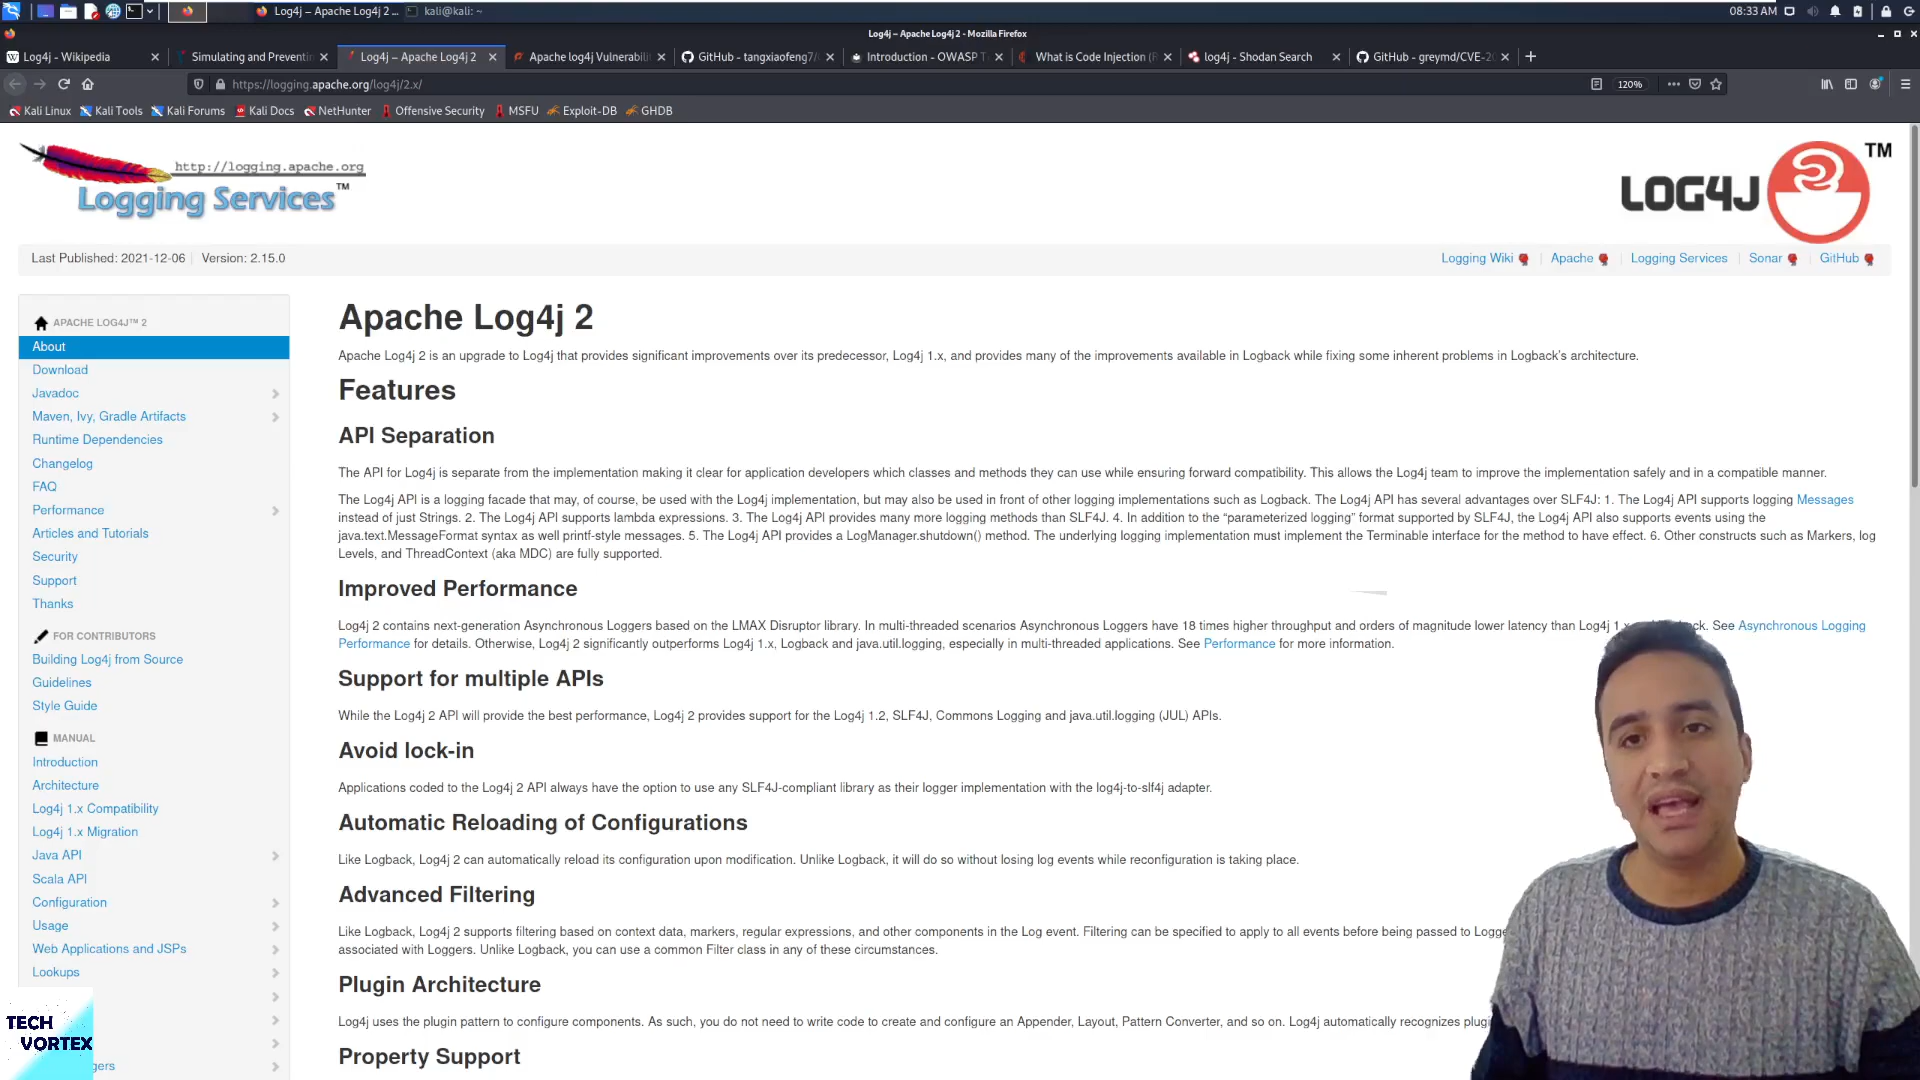 Log4j – Apache Log4j 2 ...
kali@kali: ~
08:33 AM
Log4j – Apache Log4j 2 - Mozilla Firefox
Log4j - Wikipedia
Simulating and Preventin
Log4j – Apache Log4j 2
Apache log4j Vulnerabili
GitHub - tangxiaofeng7/
Introduction - OWASP T
What is Code Injection (R
log4j - Shodan Search
GitHub - greymd/CVE-20
https://logging.apache.org/log4j/2.x/
120%
Kali Linux
Kali Tools
Kali Forums
Kali Docs
NetHunter
Offensive Security
MSFU
Exploit-DB
GHDB
http://logging.apache.org
Logging Services™
LOG4J
TM
Last Published: 2021-12-06 Version: 2.15.0
Logging Wiki
Apache
Logging Services
Sonar
GitHub
APACHE LOG4J™ 2
About
Download
Javadoc
Maven, Ivy, Gradle Artifacts
Runtime Dependencies
Changelog
FAQ
Performance
Articles and Tutorials
Security
Support
Thanks
FOR CONTRIBUTORS
Building Log4j from Source
Guidelines
Style Guide
MANUAL
Introduction
Architecture
Log4j 1.x Compatibility
Log4j 1.x Migration
Java API
Scala API
Configuration
Usage
Web Applications and JSPs
Lookups
gers
TECH
VORTEX
Apache Log4j 2
Apache Log4j 2 is an upgrade to Log4j that provides significant improvements over its predecessor, Log4j 1.x, and provides many of the improvements available in Logback while fixing some inherent problems in Logback's architecture.
Features
API Separation
The API for Log4j is separate from the implementation making it clear for application developers which classes and methods they can use while ensuring forward compatibility. This allows the Log4j team to improve the implementation safely and in a compatible manner.
The Log4j API is a logging facade that may, of course, be used with the Log4j implementation, but may also be used in front of other logging implementations such as Logback. The Log4j API has several advantages over SLF4J: 1. The Log4j API supports logging Messages
instead of just Strings. 2. The Log4j API supports lambda expressions. 3. The Log4j API provides many more logging methods than SLF4J. 4. In addition to the “parameterized logging” format supported by SLF4J, the Log4j API also supports events using the
java.text.MessageFormat syntax as well printf-style messages. 5. The Log4j API provides a LogManager.shutdown() method. The underlying logging implementation must implement the Terminable interface for the method to have effect. 6. Other constructs such as Markers, log
Levels, and ThreadContext (aka MDC) are fully supported.
Improved Performance
Log4j 2 contains next-generation Asynchronous Loggers based on the LMAX Disruptor library. In multi-threaded scenarios Asynchronous Loggers have 18 times higher throughput and orders of magnitude lower latency than Log4j 1.x ck. See Asynchronous Logging
Performance for details. Otherwise, Log4j 2 significantly outperforms Log4j 1.x, Logback and java.util.logging, especially in multi-threaded applications. See Performance for more information.
Support for multiple APIs
While the Log4j 2 API will provide the best performance, Log4j 2 provides support for the Log4j 1.2, SLF4J, Commons Logging and java.util.logging (JUL) APIs.
Avoid lock-in
Applications coded to the Log4j 2 API always have the option to use any SLF4J-compliant library as their logger implementation with the log4j-to-slf4j adapter.
Automatic Reloading of Configurations
Like Logback, Log4j 2 can automatically reload its configuration upon modification. Unlike Logback, it will do so without losing log events while reconfiguration is taking place.
Advanced Filtering
Like Logback, Log4j 2 supports filtering based on context data, markers, regular expressions, and other components in the Log event. Filtering can be specified to apply to all events before being passed to Logge
associated with Loggers. Unlike Logback, you can use a common Filter class in any of these circumstances.
Plugin Architecture
Log4j uses the plugin pattern to configure components. As such, you do not need to write code to create and configure an Appender, Layout, Pattern Converter, and so on. Log4j automatically recognizes plugi
Property Support